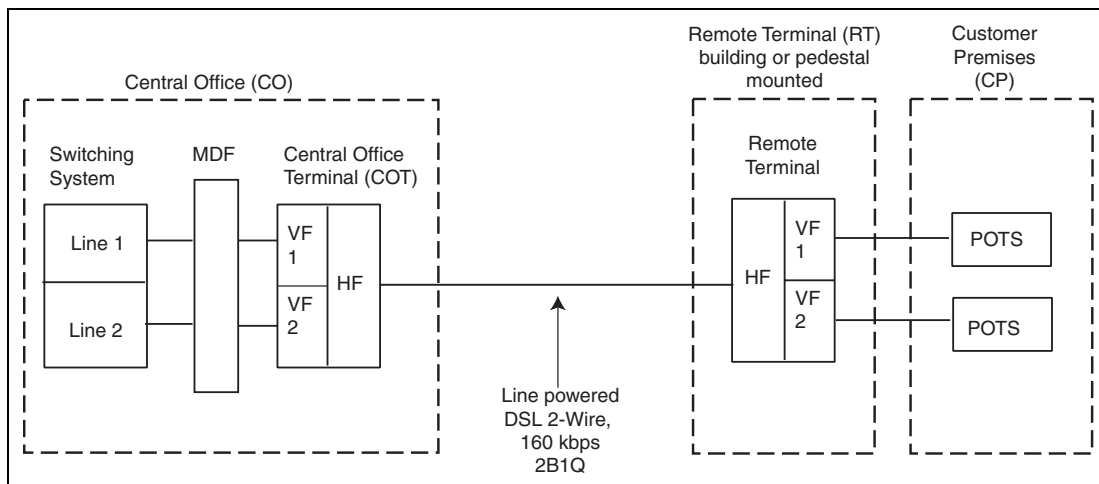 Central Office (CO)
Remote Terminal (RT)
building or pedestal
mounted
Customer
Premises
(CP)
Switching
System
MDF
Central Office
Terminal (COT)
Remote
Terminal
Line 1
Line 2
VF
1
VF
2
HF
HF
VF
1
VF
2
POTS
POTS
Line powered
DSL 2-Wire,
160 kbps
2B1Q